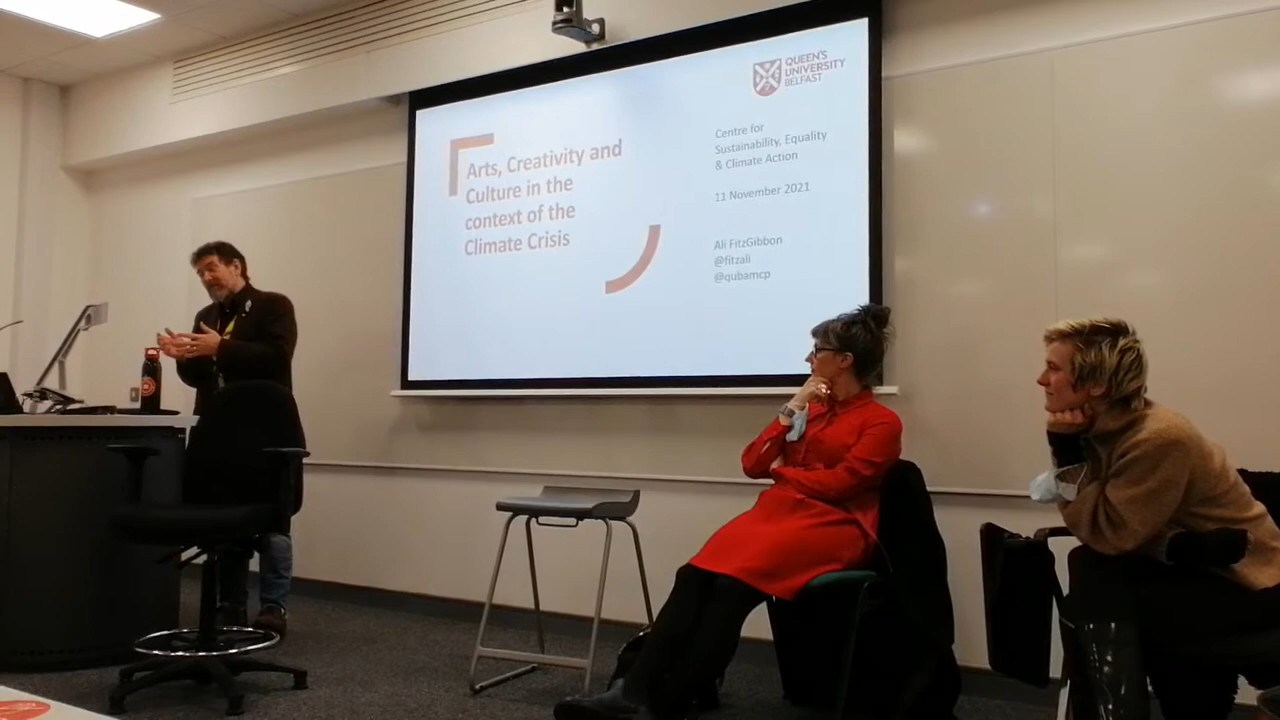 QUEEN'S
UNIVERSITY
BELFAST
Arts, Creativity and
Culture in the
context of the
Climate Crisis
Centre for
Sustainability, Equality
& Climate Action
11 November 2021
Ali FitzGibbon
@fitzali
@qubamcp